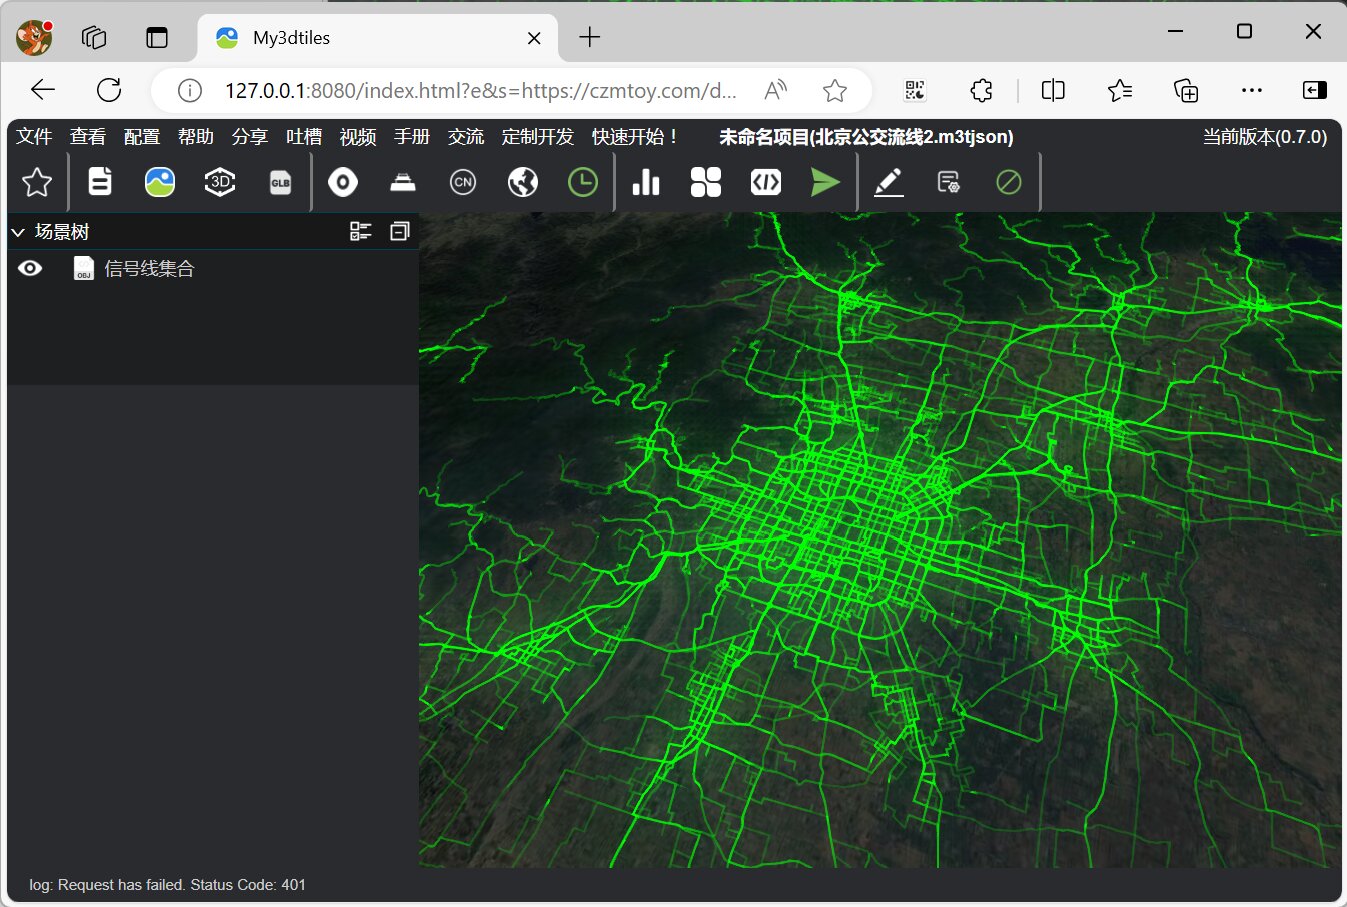 My3dtiles
127.0.0.1:8080/index.html?e&s=https://czmtoy.com/d...
文件 查看 配置 帮助 分享 吐槽 视频 手册 交流 定制开发 快速开始！ 未命名项目(北京公交流线2.m3tjson) 当前版本(0.7.0)
3D GLB CN
场景树
OBJ 信号线集合
log: Request has failed. Status Code: 401